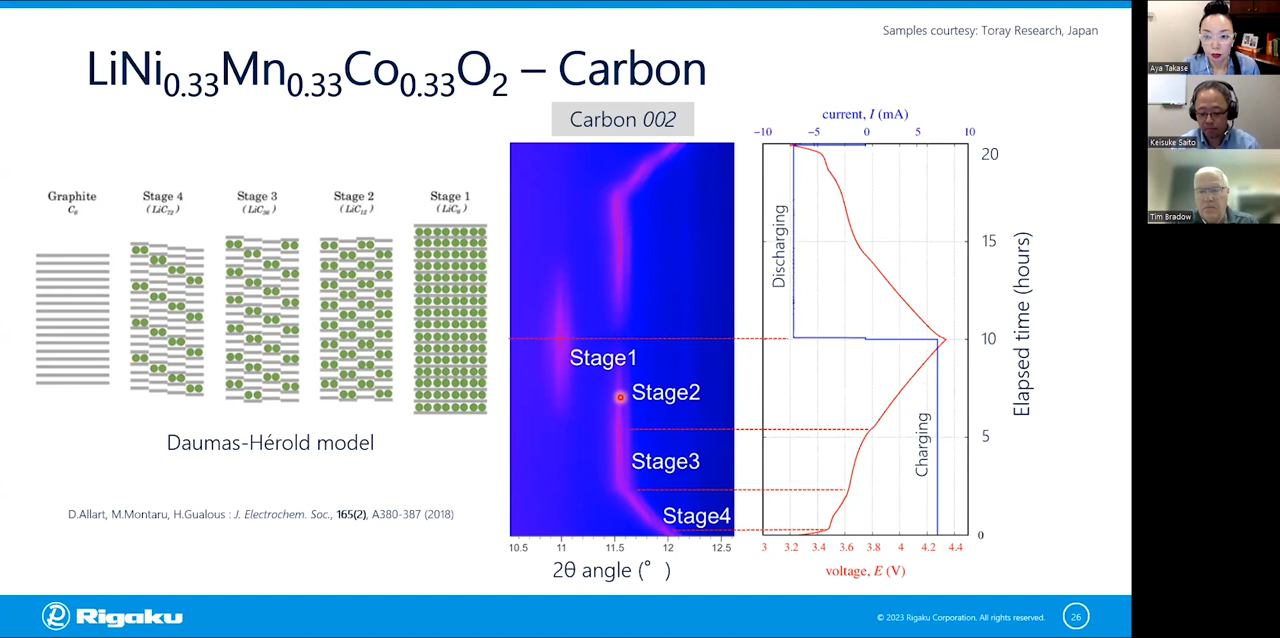 Samples courtesy: Toray Research, Japan
LiNi0.33Mn0.33Co0.33O2 – Carbon
Carbon 002
Graphite
C6
Stage 4
(LiC72)
Stage 3
(LiC36)
Stage 2
(LiC12)
Stage 1
(LiC6)
Daumas-Hérold model
D.Allart, M.Montaru, H.Gualous : J. Electrochem. Soc., 165(2), A380-387 (2018)
Stage1
Stage2
Stage3
Stage4
10.5 11 11.5 12 12.5
2θ angle (° )
current, I (mA)
−10 −5 0 5 10
Discharging
Charging
20
15
10
5
0
Elapsed time (hours)
3 3.2 3.4 3.6 3.8 4 4.2 4.4
voltage, E (V)
Rigaku
© 2023 Rigaku Corporation. All rights reserved.
26
Aya Takase
Keisuke Saito
Tim Bradow